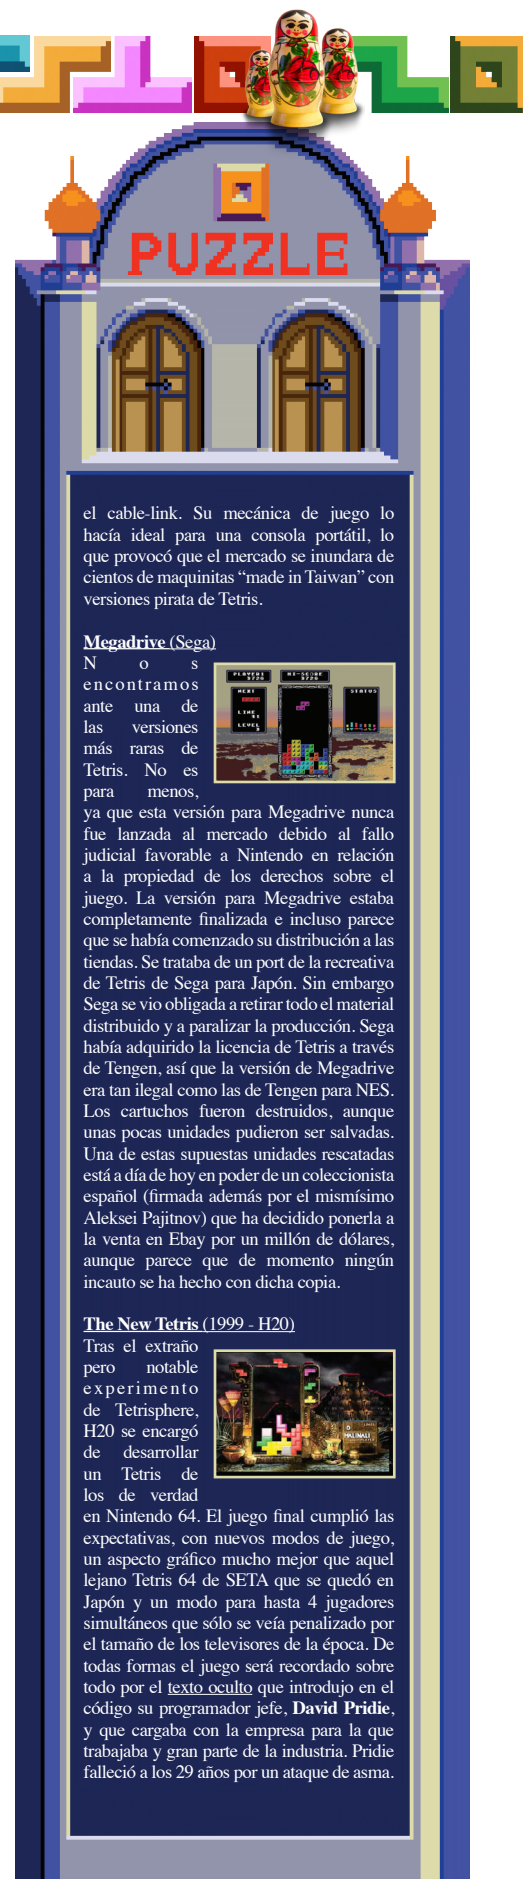 PUZZLE
el cable-link. Su mecánica de juego lo
hacía ideal para una consola portátil, lo
que provocó que el mercado se inundara de
cientos de maquinitas “made in Taiwan” con
versiones pirata de Tetris.
Megadrive (Sega)
Nos
encontramos
ante una de
las versiones
más raras de
Tetris. No es
para menos,
PLAYER1
3720
HI-SCORE
3720
NEXT
LINE
31
LEVEL
3
STATUS
ya que esta versión para Megadrive nunca
fue lanzada al mercado debido al fallo
judicial favorable a Nintendo en relación
a la propiedad de los derechos sobre el
juego. La versión para Megadrive estaba
completamente finalizada e incluso parece
que se había comenzado su distribución a las
tiendas. Se trataba de un port de la recreativa
de Tetris de Sega para Japón. Sin embargo
Sega se vio obligada a retirar todo el material
distribuido y a paralizar la producción. Sega
había adquirido la licencia de Tetris a través
de Tengen, así que la versión de Megadrive
era tan ilegal como las de Tengen para NES.
Los cartuchos fueron destruidos, aunque
unas pocas unidades pudieron ser salvadas.
Una de estas supuestas unidades rescatadas
está a día de hoy en poder de un coleccionista
español (firmada además por el mismísimo
Aleksei Pajitnov) que ha decidido ponerla a
la venta en Ebay por un millón de dólares,
aunque parece que de momento ningún
incauto se ha hecho con dicha copia.
The New Tetris (1999 - H20)
Tras el extraño
pero notable
experimento
de Tetrisphere,
H20 se encargó
de desarrollar
un Tetris de
los de verdad
HALINALI
en Nintendo 64. El juego final cumplió las
expectativas, con nuevos modos de juego,
un aspecto gráfico mucho mejor que aquel
lejano Tetris 64 de SETA que se quedó en
Japón y un modo para hasta 4 jugadores
simultáneos que sólo se veía penalizado por
el tamaño de los televisores de la época. De
todas formas el juego será recordado sobre
todo por el texto oculto que introdujo en el
código su programador jefe, David Pridie,
y que cargaba con la empresa para la que
trabajaba y gran parte de la industria. Pridie
falleció a los 29 años por un ataque de asma.